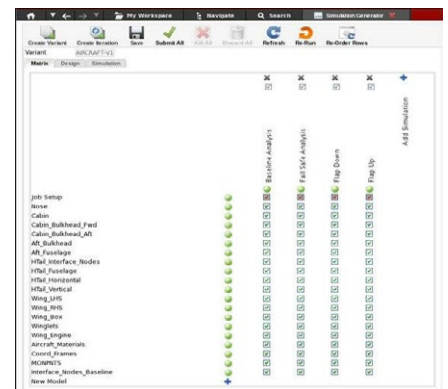 My Workspace
Navigate
Search
Simulation Generator
Create Variant
Create Iteration
Save
Submit All
Kill All
Discard All
Refresh
Re-Run
Re-Order Rows
Variant
AIRCRAFT-V1
Matrix
Design
Simulation
Baseline Analysis
Fail Safe Analysis
Flap Down
Flap Up
Add Simulation
Job Setup
Nose
Cabin
Cabin_Bulkhead_Fwd
Cabin_Bulkhead_Aft
Aft_Bulkhead
Aft_Fuselage
HTail_Interface_Nodes
HTail_Fuselage
HTail_Horizontal
HTail_Vertical
Wing_LHS
Wing_RHS
Wing_Box
Winglets
Wing_Engine
Aircraft_Materials
Coord_Frames
MONPNTS
Interface_Nodes_Baseline
New Model